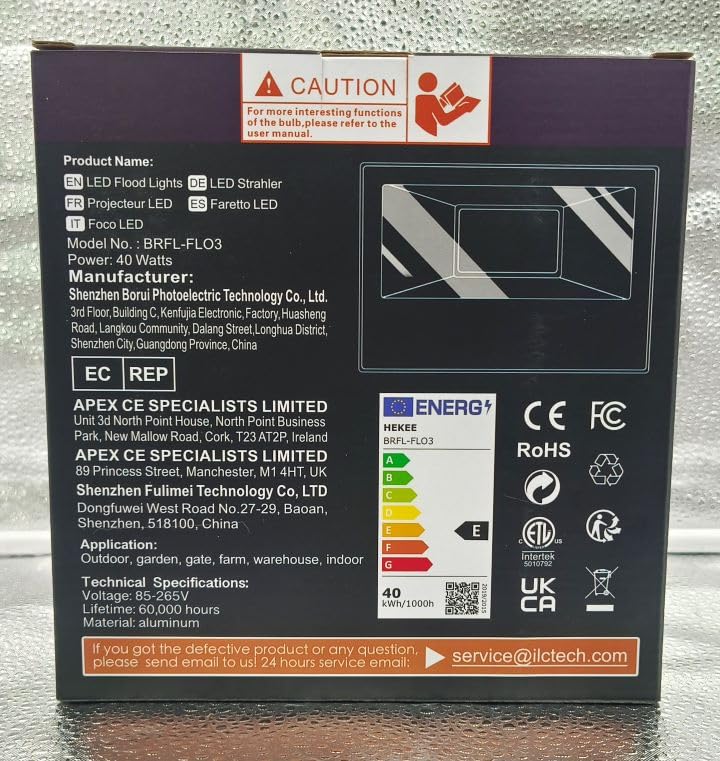 CAUTION
For more interesting functions
of the bulb,please refer to the
user manual.
Product Name:
EN LED Flood Lights DE LED Strahler
FR Projecteur LED ES Faretto LED
IT Foco LED
Model No. : BRFL-FLO3
Power: 40 Watts
Manufacturer:
Shenzhen Borui Photoelectric Technology Co., Ltd.
3rd Floor, Building C, Kenfujia Electronic, Factory, Huasheng
Road, Langkou Community, Dalang Street, Longhua District,
Shenzhen City, Guangdong Province, China
EC REP
APEX CE SPECIALISTS LIMITED
Unit 3d North Point House, North Point Business
Park, New Mallow Road, Cork, T23 AT2P, Ireland
APEX CE SPECIALISTS LIMITED
89 Princess Street, Manchester, M1 4HT, UK
Shenzhen Fulimei Technology Co, LTD
Dongfuwei West Road No.27-29, Baoan,
Shenzhen, 518100, China
Application:
Outdoor, garden, gate, farm, warehouse, indoor
Technical Specifications:
Voltage: 85-265V
Lifetime: 60,000 hours
Material: aluminum
ENERG
HEKEE
BRFL-FLO3
A
B
C
D
E
F
G
E
40
kWh/1000h
2019/2015
CE FC
RoHS
C ETL US
Intertek
5010792
UK
CA
If you got the defective product or any question,
please send email to us! 24 hours service email:
service@ilctech.com